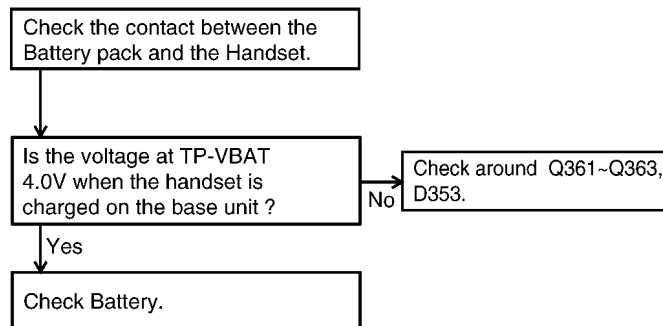 Check the contact between the
Battery pack and the Handset.
Is the voltage at TP-VBAT
4.0V when the handset is
charged on the base unit ?
No
Check around Q361~Q363,
D353.
Yes
Check Battery.